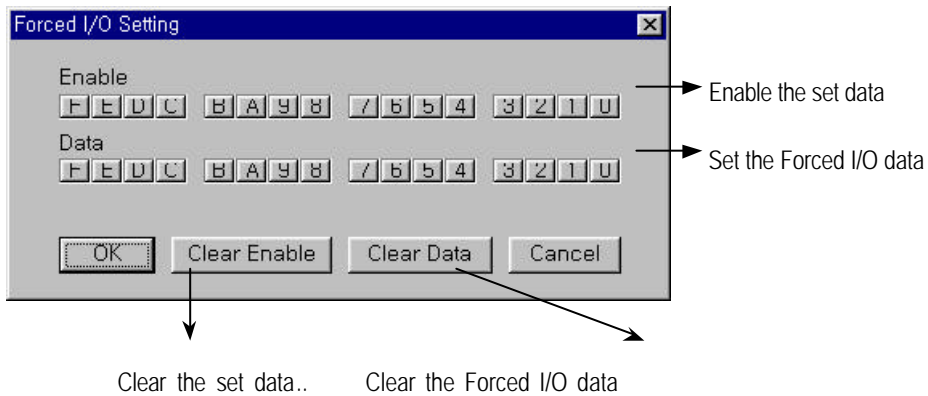 Forced I/O Setting
Enable
F E D C B A 9 8 7 6 5 4 3 2 1 0
Enable the set data
Data
F E D C B A 9 8 7 6 5 4 3 2 1 0
Set the Forced I/O data
OK Clear Enable Clear Data Cancel
Clear the set data.. Clear the Forced I/O data